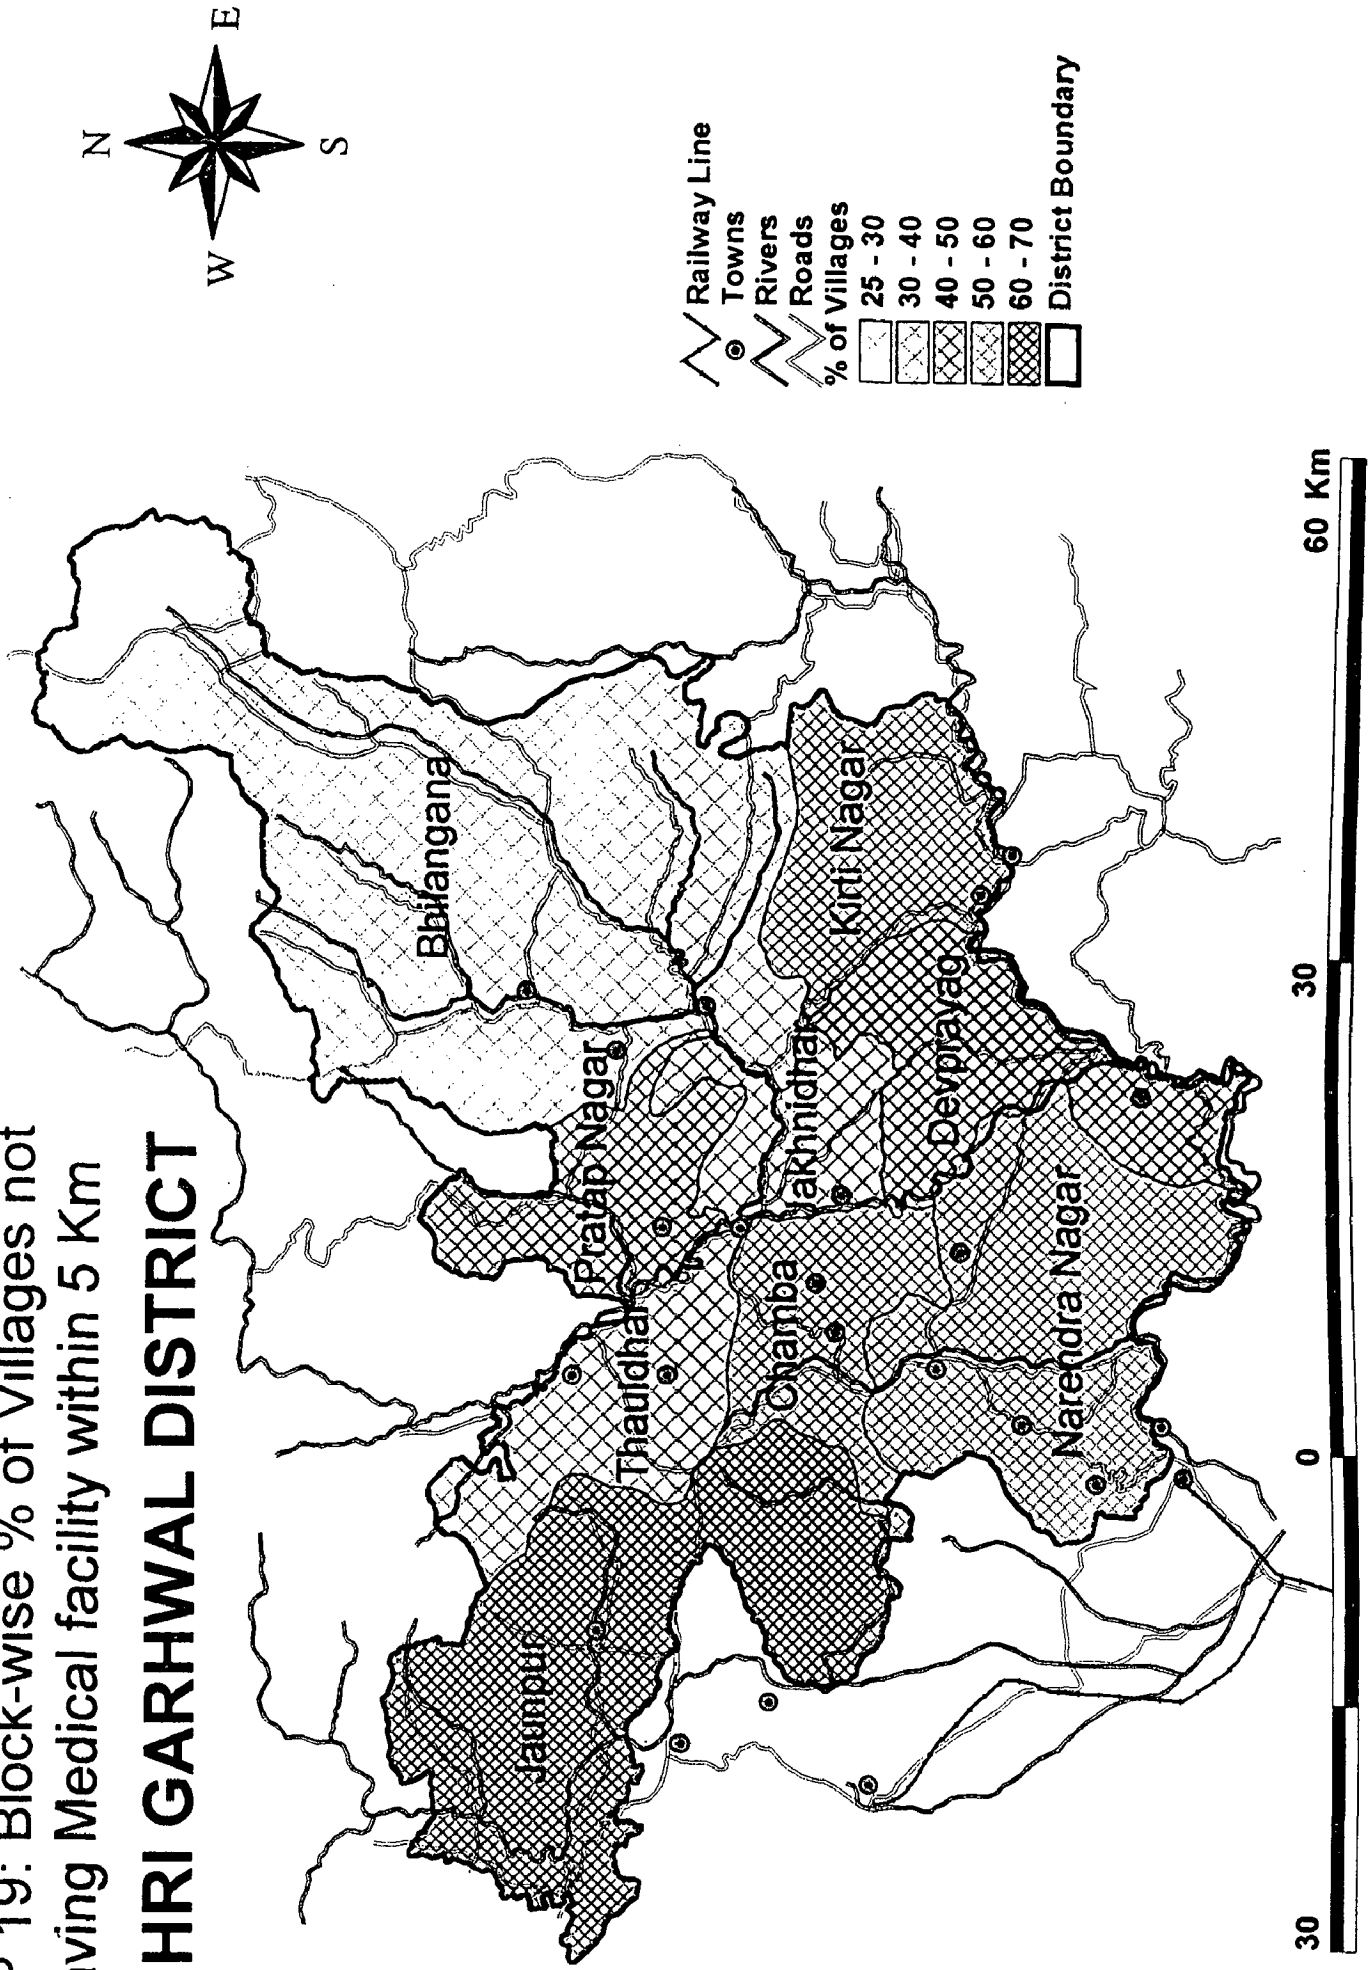 19: Block-wise % of Villages not
ving Medical facility within 5 Km
HRI GARHWAL DISTRICT
N
W
E
S
Railway Line
Towns
Rivers
Roads
% of Villages
25 - 30
30 - 40
40 - 50
50 - 60
60 - 70
District Boundary
Bhilangana
Pratap Nagar
Jaunpur
Thauldhar
Chamba
Jakhnidhar
Kirti Nagar
Devprayag
Narendra Nagar
30
0
30
60 Km